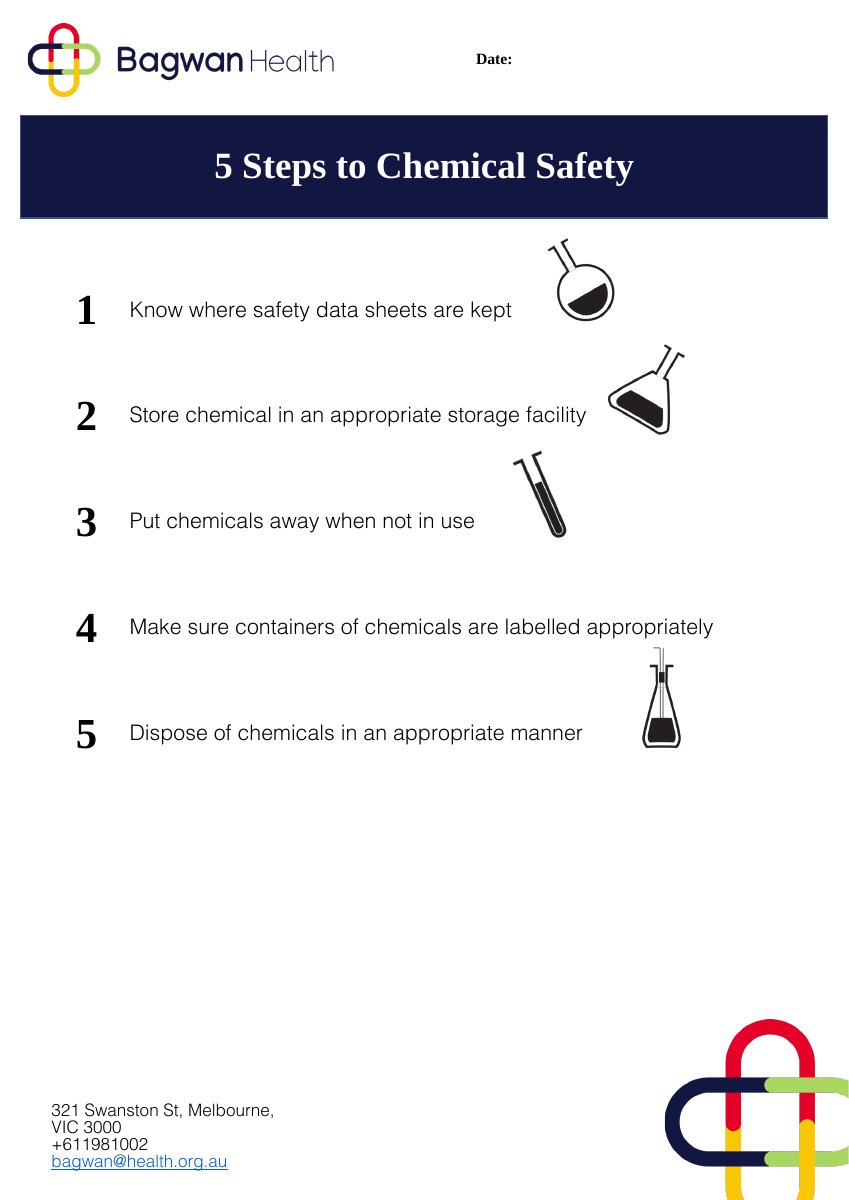 Bagwan Health
Date:
5 Steps to Chemical Safety
1 Know where safety data sheets are kept
2 Store chemical in an appropriate storage facility
3 Put chemicals away when not in use
4 Make sure containers of chemicals are labelled appropriately
5 Dispose of chemicals in an appropriate manner
321 Swanston St, Melbourne,
VIC 3000
+611981002
bagwan@health.org.au